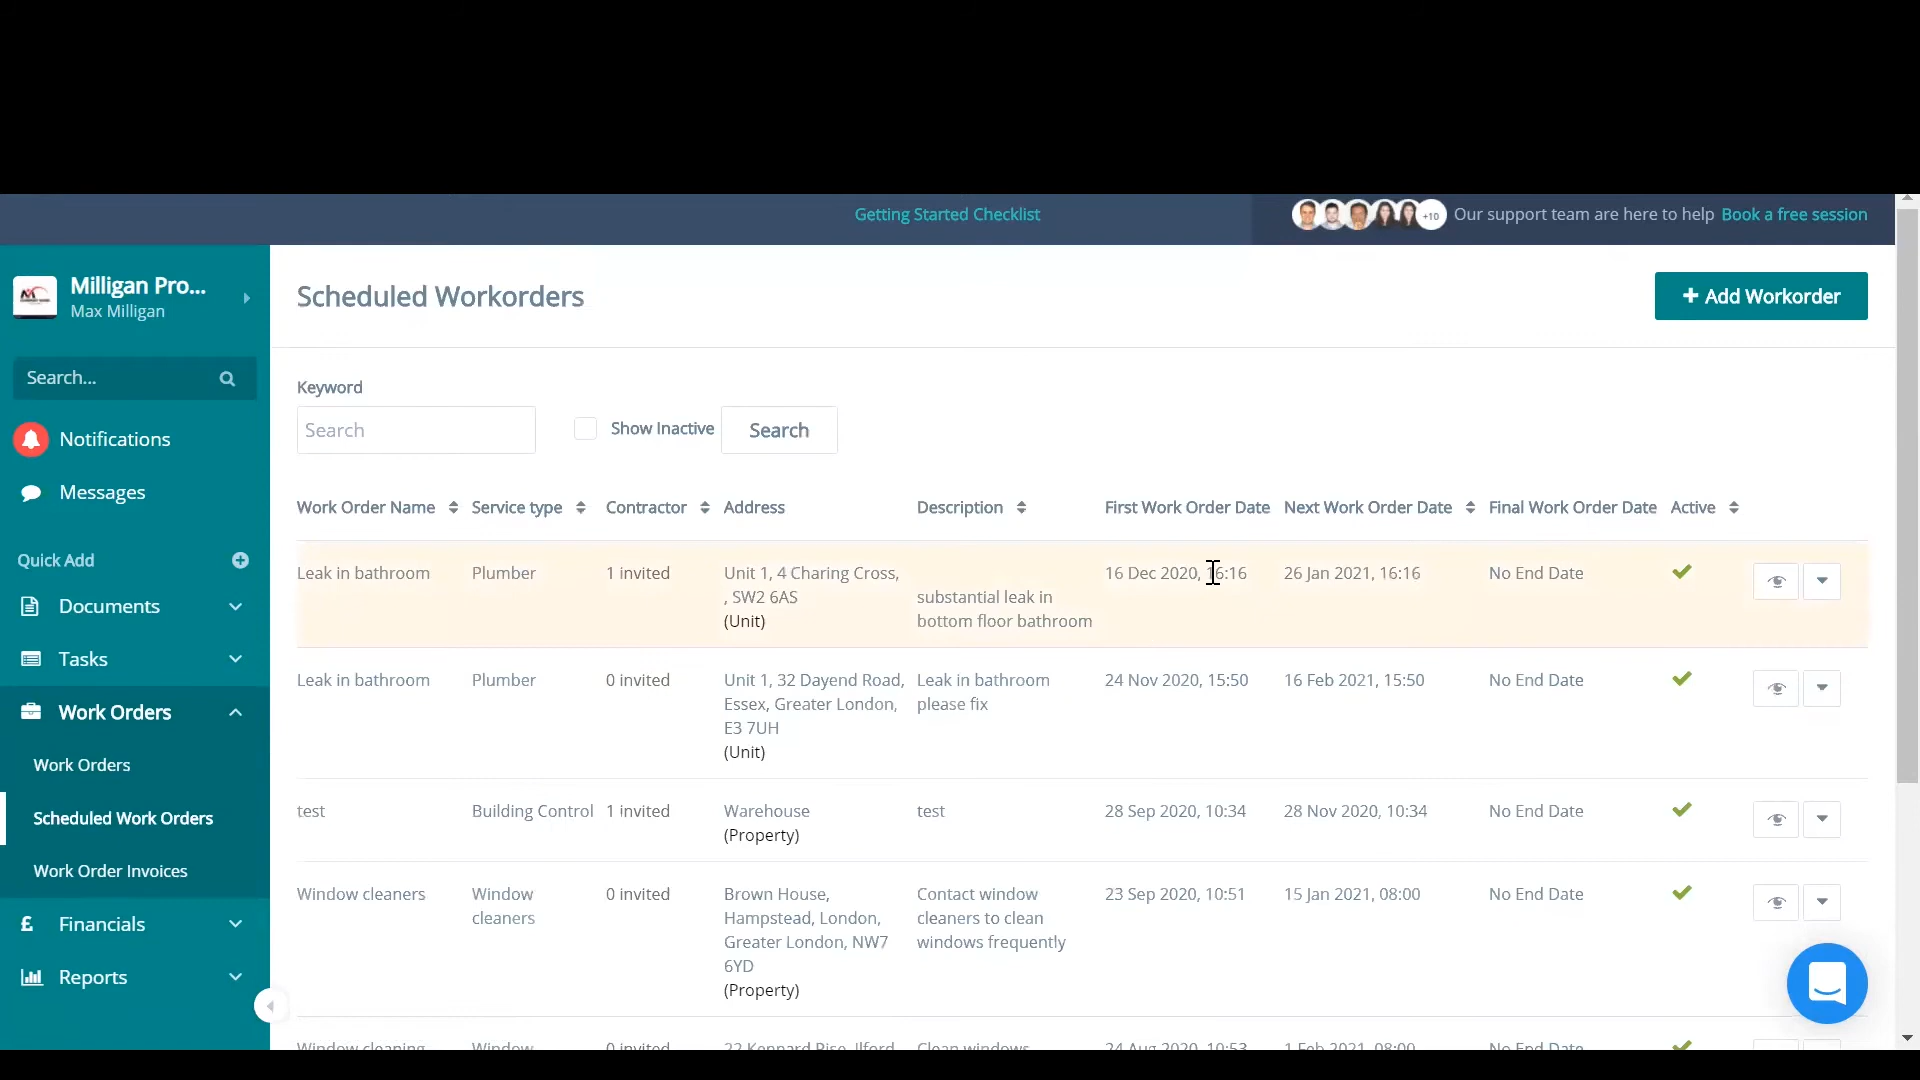 Getting Started Checklist
+10 Our support team are here to help Book a free session
Milligan Pro...
Max Milligan
Search...
Notifications
Messages
Quick Add
Documents
Tasks
Work Orders
Work Orders
Scheduled Work Orders
Work Order Invoices
£ Financials
Reports
Scheduled Workorders
+ Add Workorder
Keyword
Search
Show Inactive
Search
Work Order Name Service type Contractor Address Description First Work Order Date Next Work Order Date Final Work Order Date Active
Leak in bathroom Plumber 1 invited Unit 1, 4 Charing Cross, 16 Dec 2020, 16:16 26 Jan 2021, 16:16 No End Date
, SW2 6AS substantial leak in
(Unit) bottom floor bathroom
Leak in bathroom Plumber 0 invited Unit 1, 32 Dayend Road, Leak in bathroom 24 Nov 2020, 15:50 16 Feb 2021, 15:50 No End Date
Essex, Greater London, please fix
E3 7UH
(Unit)
test Building Control 1 invited Warehouse test 28 Sep 2020, 10:34 28 Nov 2020, 10:34 No End Date
(Property)
Window cleaners Window 0 invited Brown House, Contact window 23 Sep 2020, 10:51 15 Jan 2021, 08:00 No End Date
cleaners Hampstead, London, cleaners to clean
Greater London, NW7 windows frequently
6YD
(Property)
Window cleaning Window 0 invited 22 Kennard Rise, Ilford Clean windows 24 Aug 2020, 10:53 1 Feb 2021, 08:00 No End Date